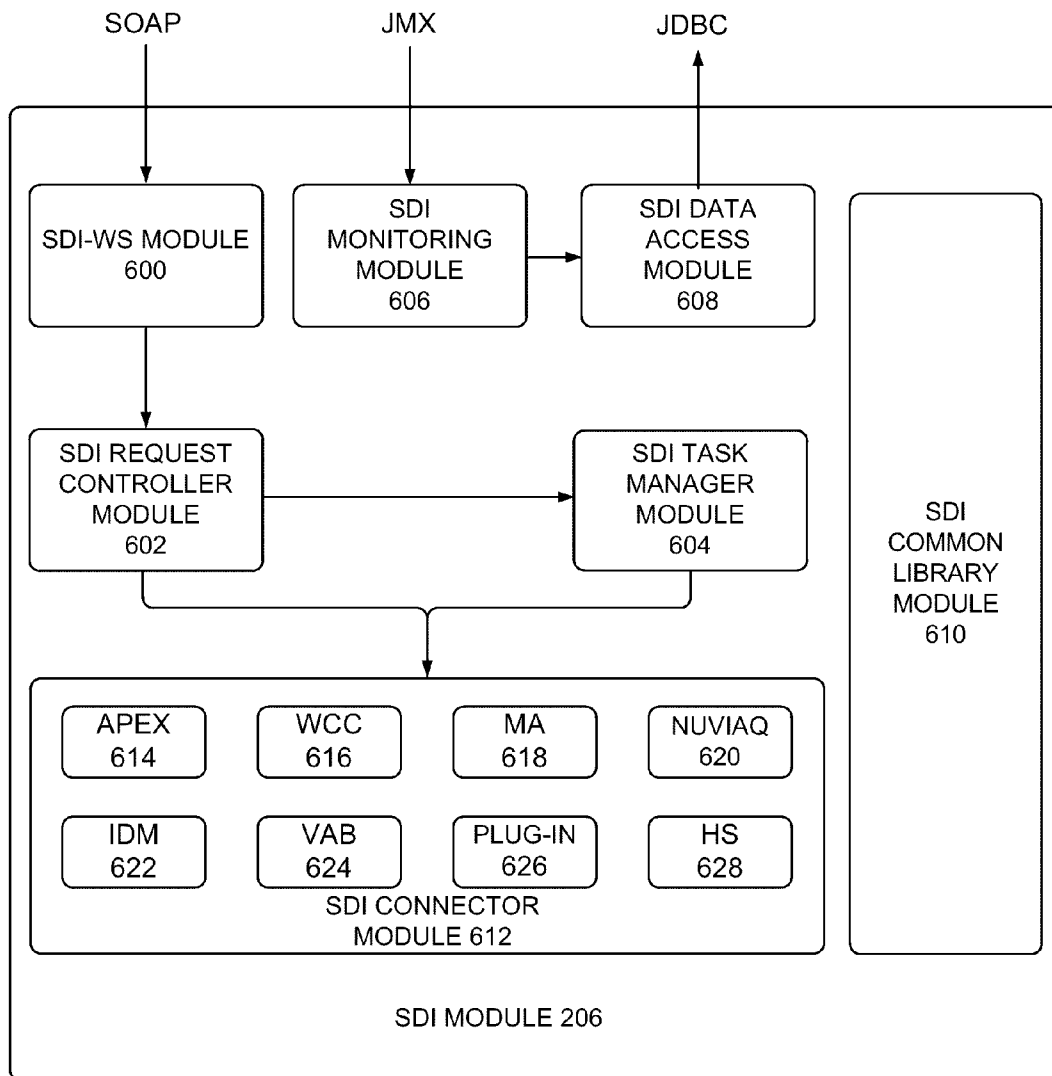 SOAP
JMX
JDBC
SDI-WS MODULE
600
SDI
MONITORING
MODULE
606
SDI DATA
ACCESS
MODULE
608
SDI REQUEST
CONTROLLER
MODULE
602
SDI TASK
MANAGER
MODULE
604
SDI
COMMON
LIBRARY
MODULE
610
APEX
614
WCC
616
MA
618
NUVIAQ
620
IDM
622
VAB
624
PLUG-IN
626
HS
628
SDI CONNECTOR
MODULE 612
SDI MODULE 206